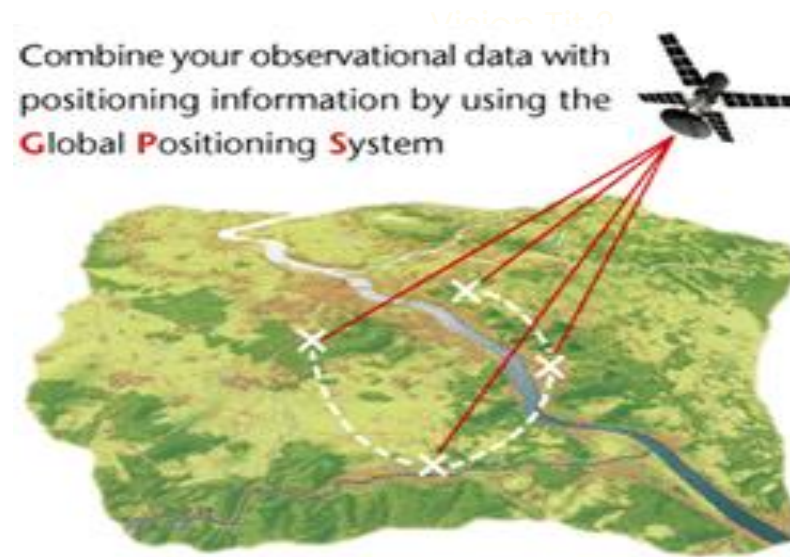 Combine your observational data with
positioning information by using the
Global Positioning System